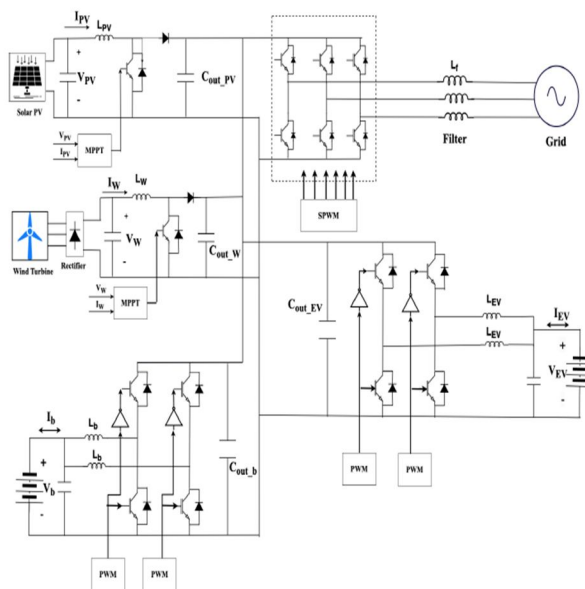 I_PV
L_PV
V_PV
C_out_PV
Solar PV
V_PV
I_PV
MPPT
L_f
Filter
Grid
SPWM
I_W
L_W
V_W
C_out_W
Wind Turbine
Rectifier
V_W
I_W
MPPT
C_out_EV
L_EV
L_EV
I_EV
V_EV
PWM
PWM
I_b
L_b
L_b
V_b
C_out_b
PWM
PWM